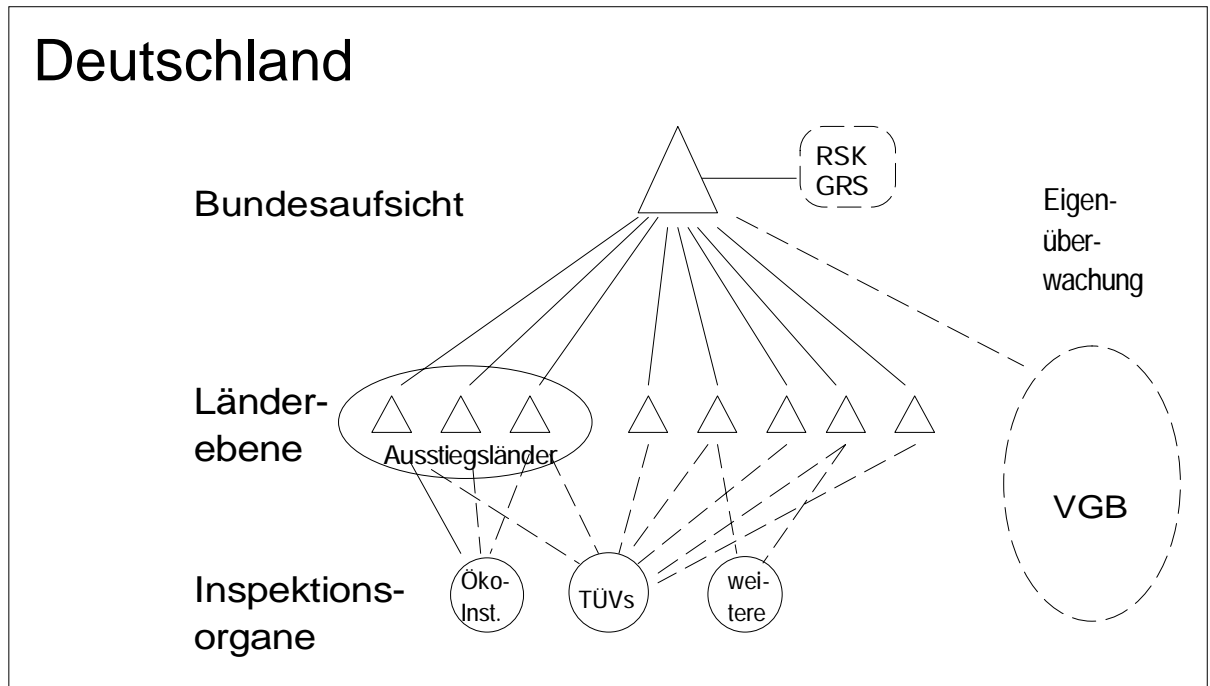 Deutschland
RSK
GRS
Bundesaufsicht
Eigen-
über-
wachung
Länder-
ebene
Ausstiegsländer
VGB
Inspektions-
organe
Öko-
Inst.
TÜVs
wei-
tere